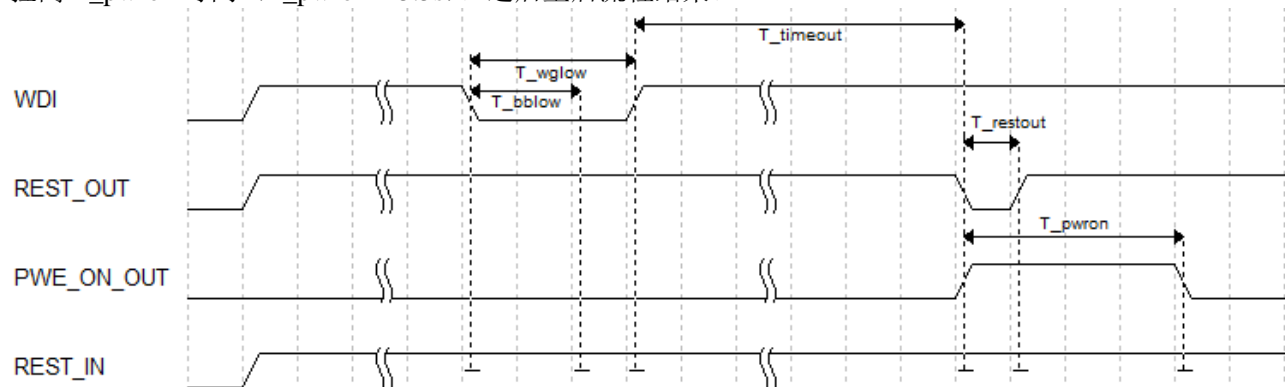 T_timeout
T_wglow
WDI
T_bblow
T_restout
REST_OUT
T_pwron
PWE_ON_OUT
REST_IN